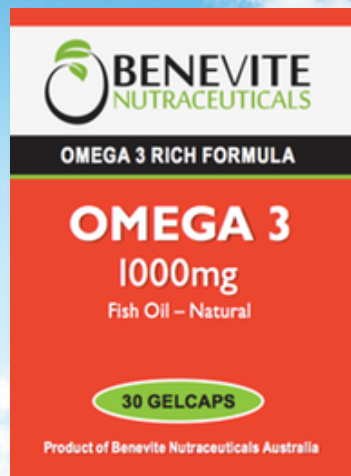 BENEVITE
NUTRACEUTICALS
OMEGA 3 RICH FORMULA
OMEGA 3
1000mg
Fish Oil – Natural
30 GELCAPS
Product of Benevite Nutraceuticals Australia